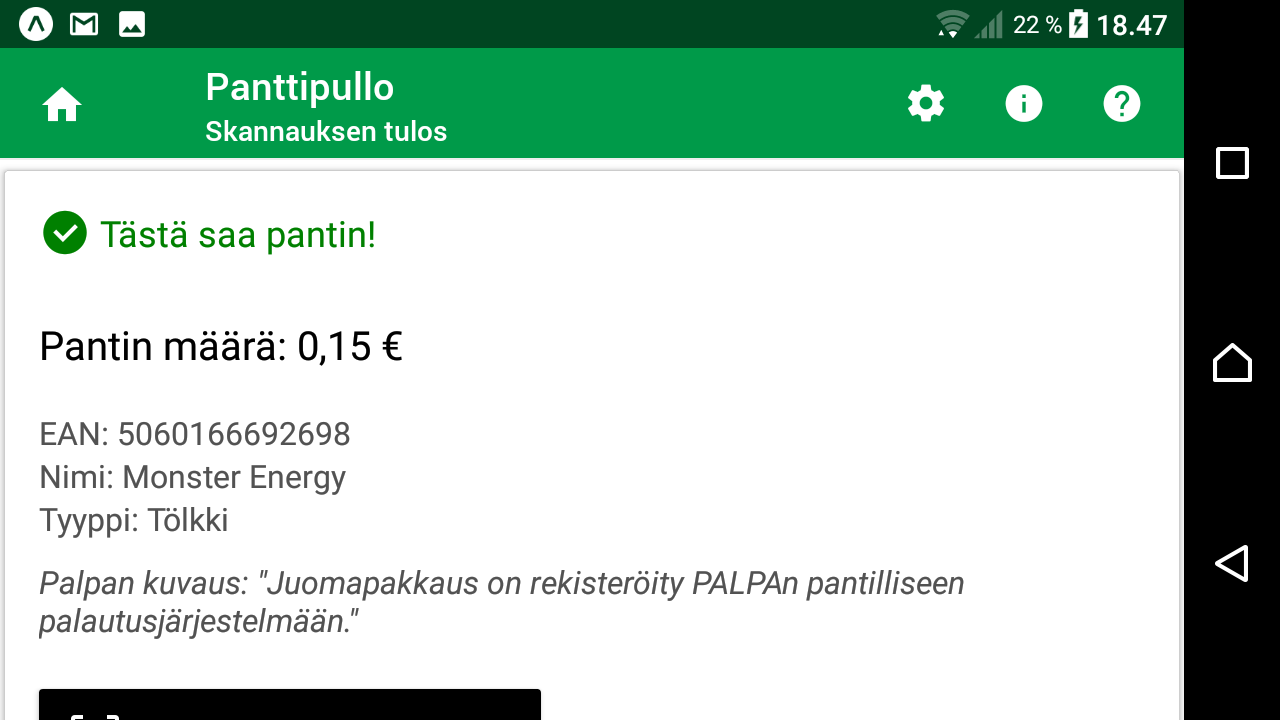 22 % 18.47
Panttipullo
Skannauksen tulos
Tästä saa pantin!
Pantin määrä: 0,15 €
EAN: 5060166692698
Nimi: Monster Energy
Tyyppi: Tölkki
Palpan kuvaus: "Juomapakkaus on rekisteröity PALPAn pantilliseen
palautusjärjestelmään."